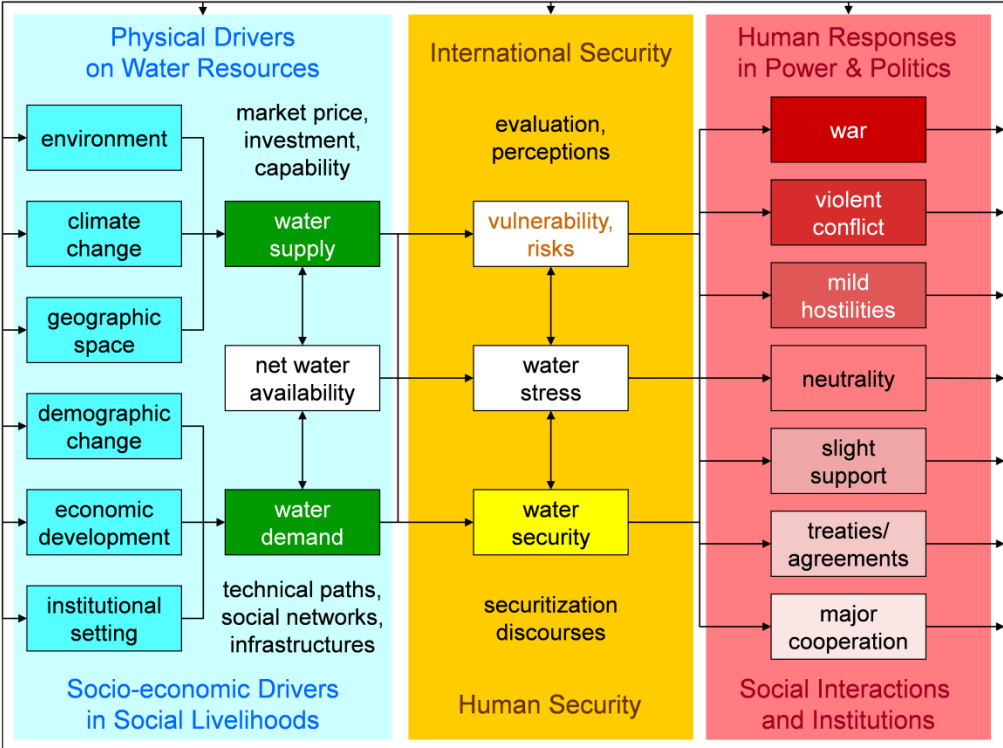 Physical Drivers
on Water Resources
environment
climate
change
geographic
space
demographic
change
economic
development
institutional
setting
market price,
investment,
capability
water
supply
net water
availability
water
demand
technical paths,
social networks,
infrastructures
Socio-economic Drivers
in Social Livelihoods
International Security
evaluation,
perceptions
vulnerability,
risks
water
stress
water
security
securitization
discourses
Human Security
Human Responses
in Power & Politics
war
violent
conflict
mild
hostilities
neutrality
slight
support
treaties/
agreements
major
cooperation
Social Interactions
and Institutions